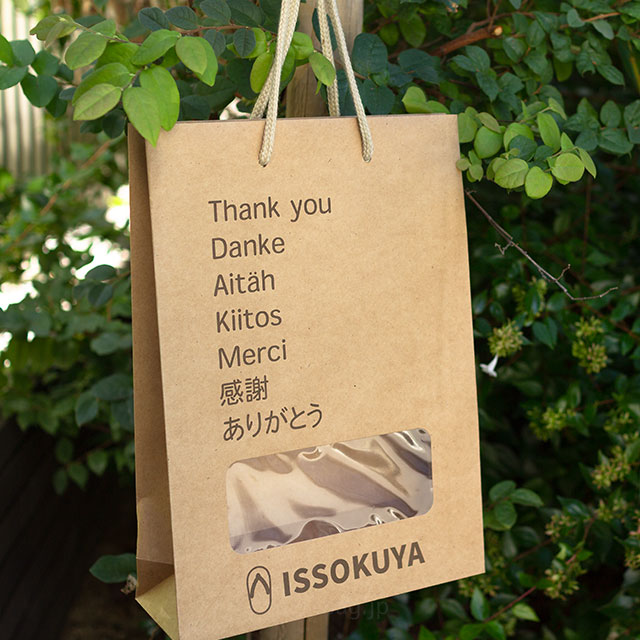 Thank you
Danke
Aitäh
Kiitos
Merci
感謝
ありがとう
ISSOKUYA